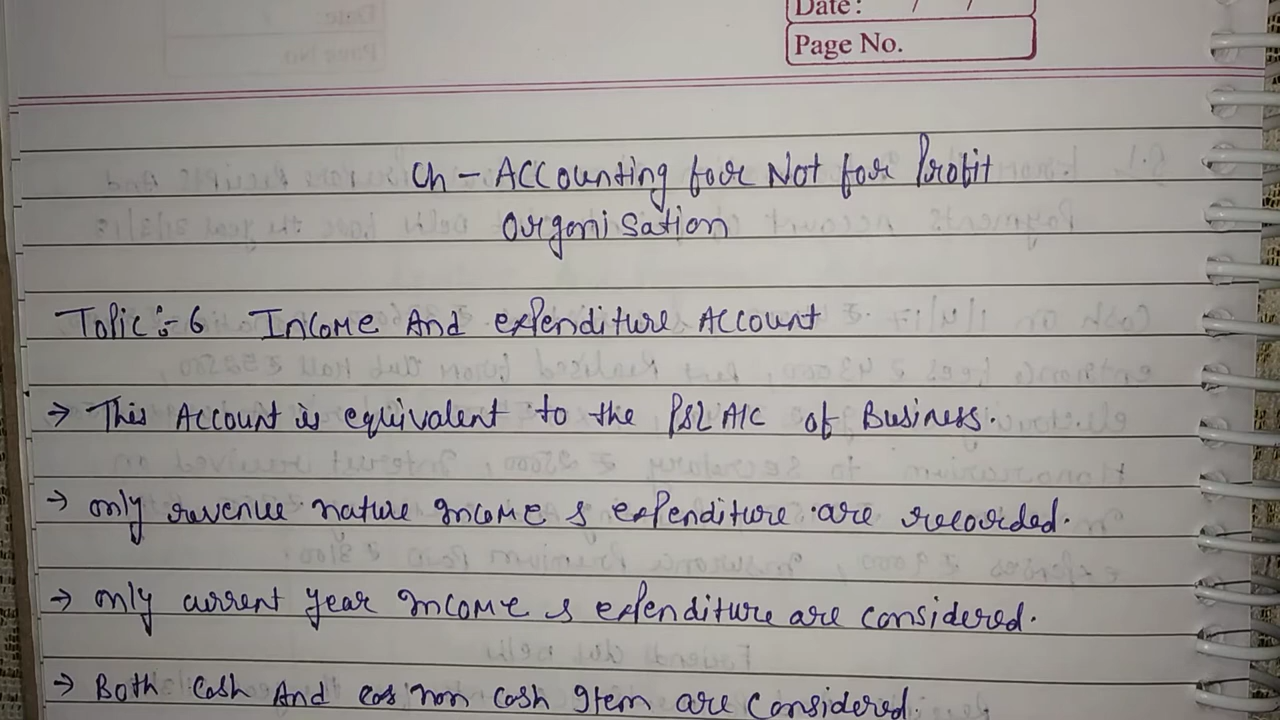 Date: / /
Page No.
Ch - Accounting for Not for Profit
Organisation
Topic :- 6 Income And expenditure Account
→ This Account is equivalent to the P&L A/C of Business.
→ only revenue nature Income & expenditure are recorded.
→ only current year Income & expenditure are considered.
→ Both Cash And non Cash Item are Considered.